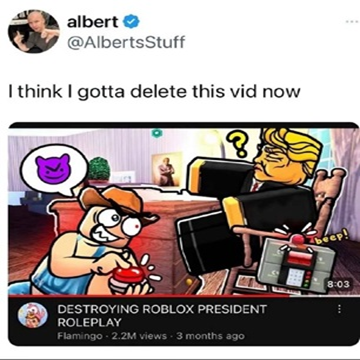 albert
@AlbertsStuff
I think I gotta delete this vid now
?
beep!
8:03
DESTROYING ROBLOX PRESIDENT
ROLEPLAY
Flamingo · 2.2M views · 3 months ago